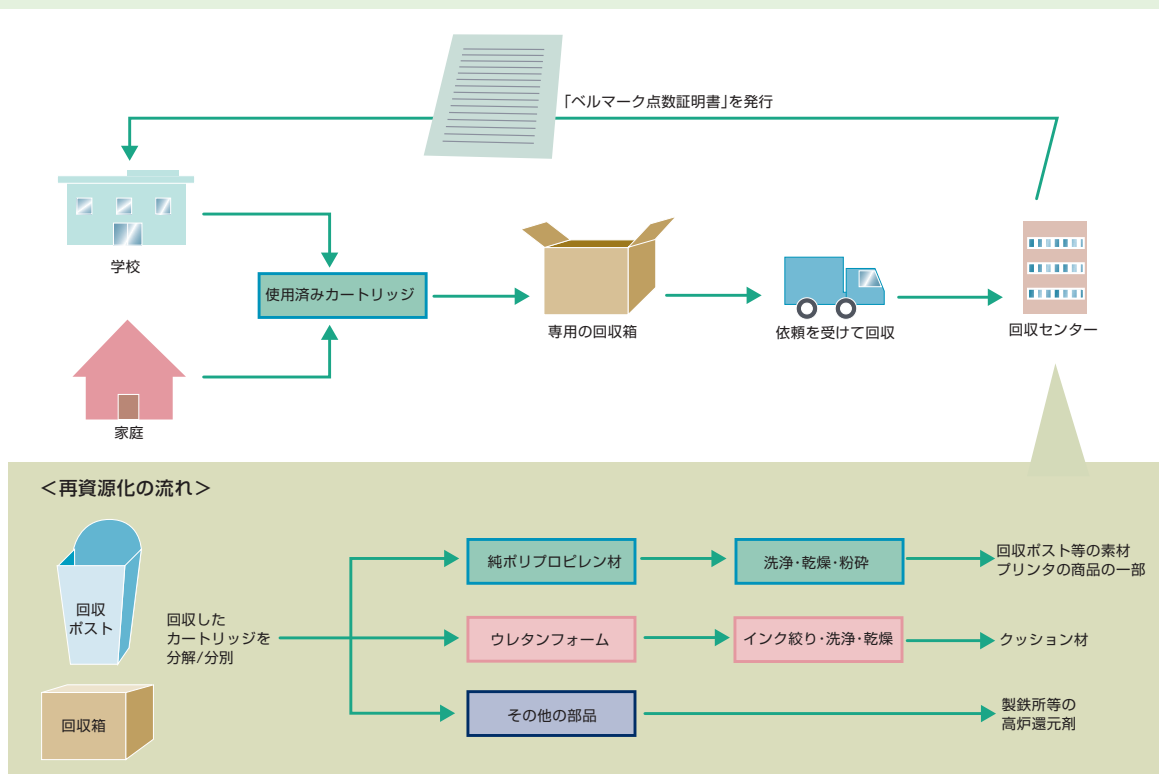 「ベルマーク点数証明書」を発行
学校
使用済みカートリッジ
家庭
専用の回収箱
依頼を受けて回収
回収センター
＜再資源化の流れ＞
回収
ポスト
回収箱
回収した
カートリッジを
分解/分別
純ポリプロピレン材
洗浄・乾燥・粉砕
回収ポスト等の素材
プリンタの商品の一部
ウレタンフォーム
インク絞り・洗浄・乾燥
クッション材
その他の部品
製鉄所等の
高炉還元剤